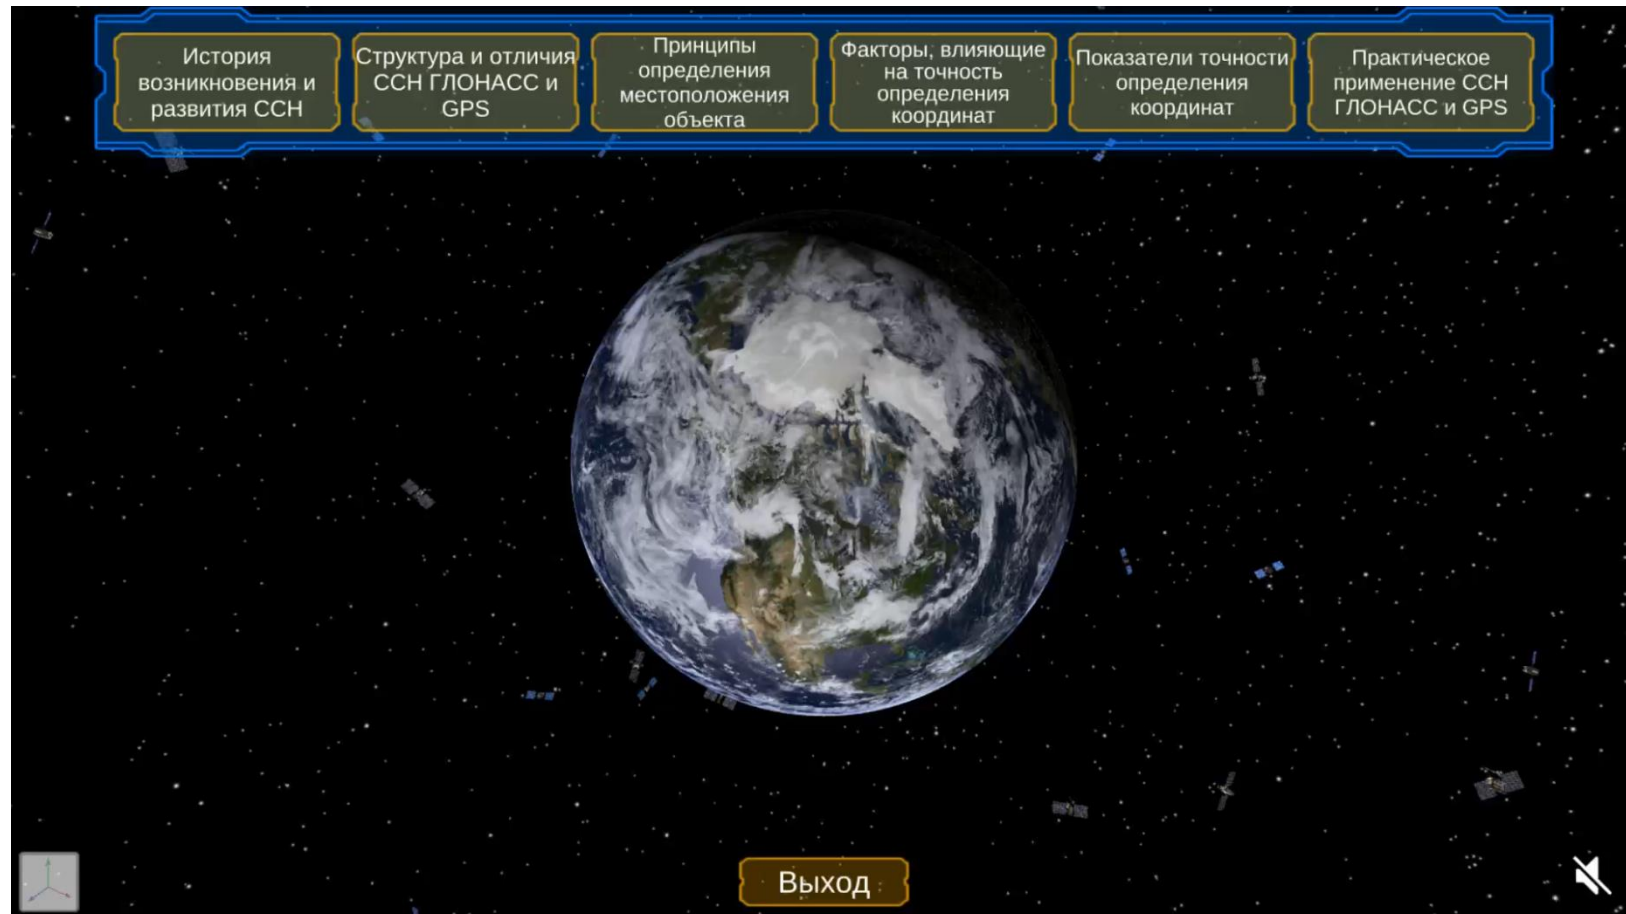 История
возникновения и
развития ССН
Структура и отличия
ССН ГЛОНАСС и
GPS
Принципы
определения
местоположения
объекта
Факторы, влияющие
на точность
определения
координат
Показатели точности
определения
координат
Практическое
применение ССН
ГЛОНАСС и GPS
Выход